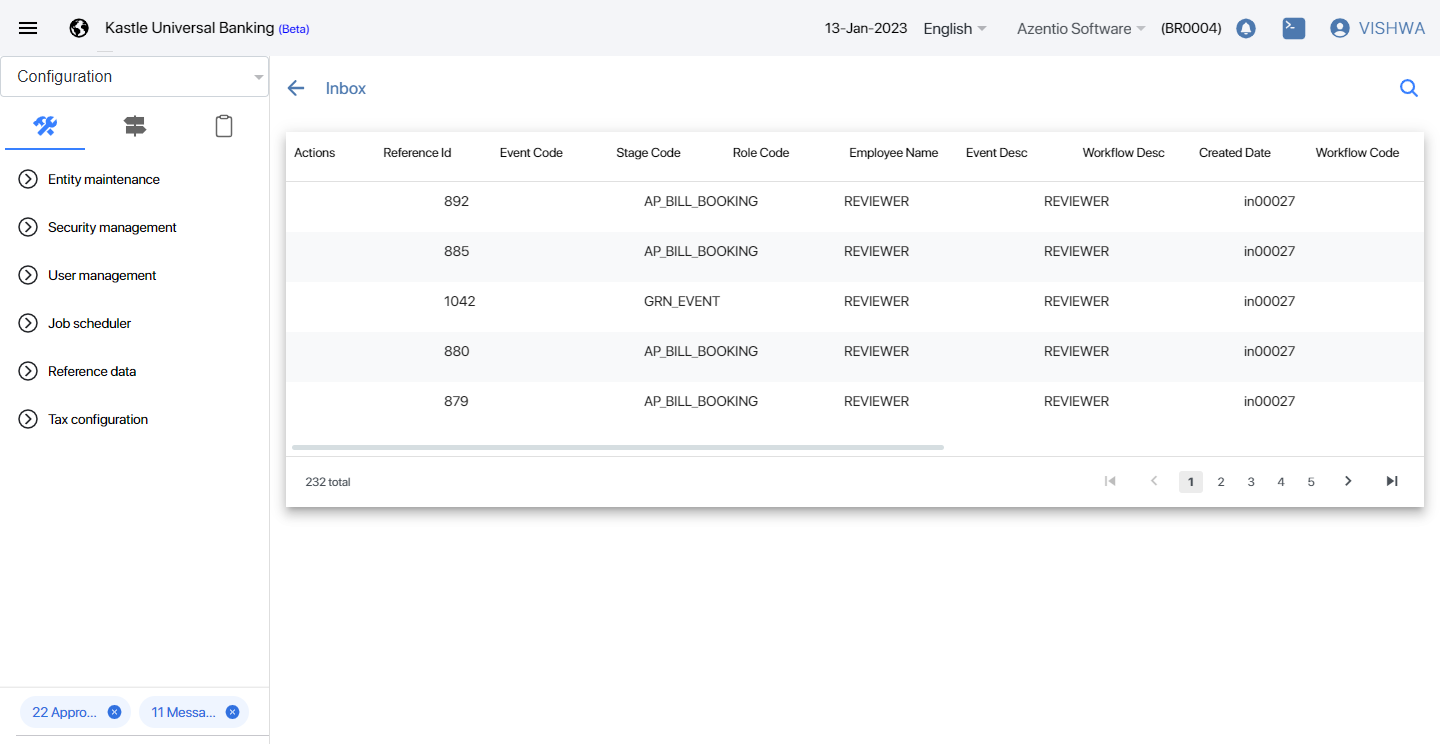 Kastle Universal Banking (Beta) 13-Jan-2023 English Azentio Software (BR0004) VISHWA
Configuration
Inbox
Actions Reference Id Event Code Stage Code Role Code Employee Name Event Desc Workflow Desc Created Date Workflow Code
Entity maintenance
Security management
User management
Job scheduler
Reference data
Tax configuration
892 AP_BILL_BOOKING REVIEWER REVIEWER in00027
885 AP_BILL_BOOKING REVIEWER REVIEWER in00027
1042 GRN_EVENT REVIEWER REVIEWER in00027
880 AP_BILL_BOOKING REVIEWER REVIEWER in00027
879 AP_BILL_BOOKING REVIEWER REVIEWER in00027
232 total 1 2 3 4 5
22 Appro... 11 Messa...